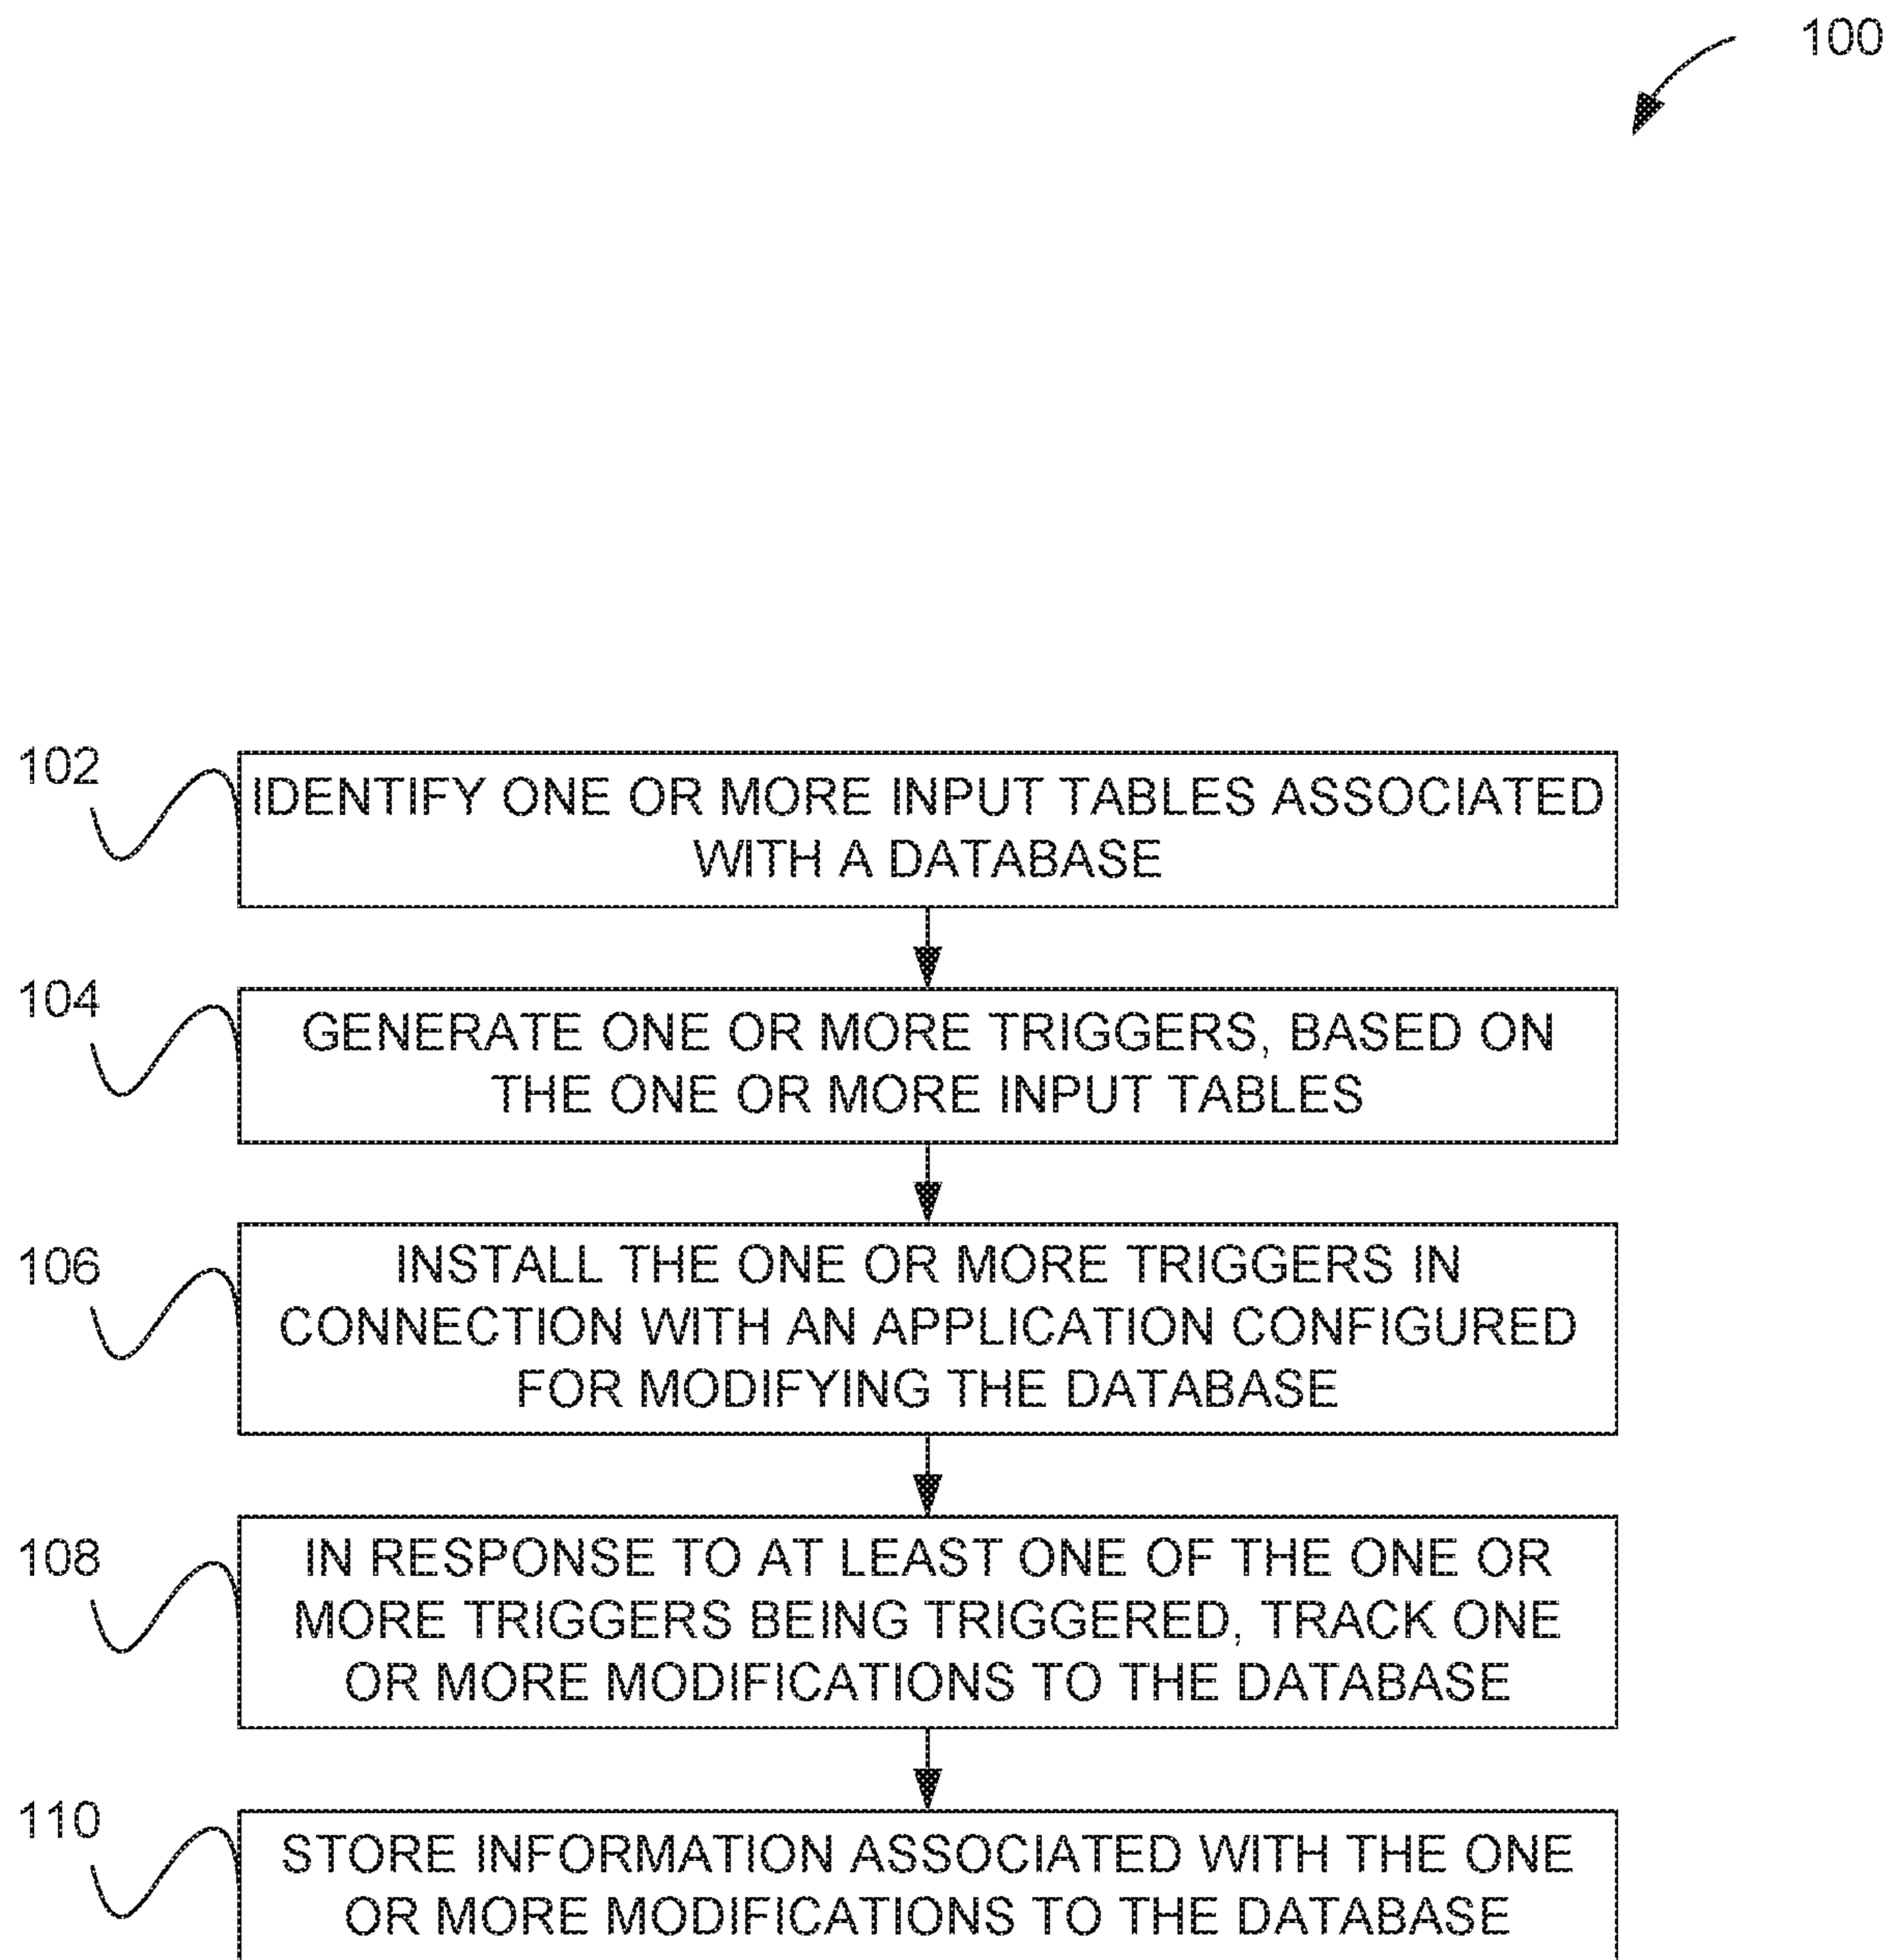 100
102
IDENTIFY ONE OR MORE INPUT TABLES ASSOCIATED
WITH A DATABASE
104
GENERATE ONE OR MORE TRIGGERS, BASED ON
THE ONE OR MORE INPUT TABLES
106
INSTALL THE ONE OR MORE TRIGGERS IN
CONNECTION WITH AN APPLICATION CONFIGURED
FOR MODIFYING THE DATABASE
108
IN RESPONSE TO AT LEAST ONE OF THE ONE OR
MORE TRIGGERS BEING TRIGGERED, TRACK ONE
OR MORE MODIFICATIONS TO THE DATABASE
110
STORE INFORMATION ASSOCIATED WITH THE ONE
OR MORE MODIFICATIONS TO THE DATABASE